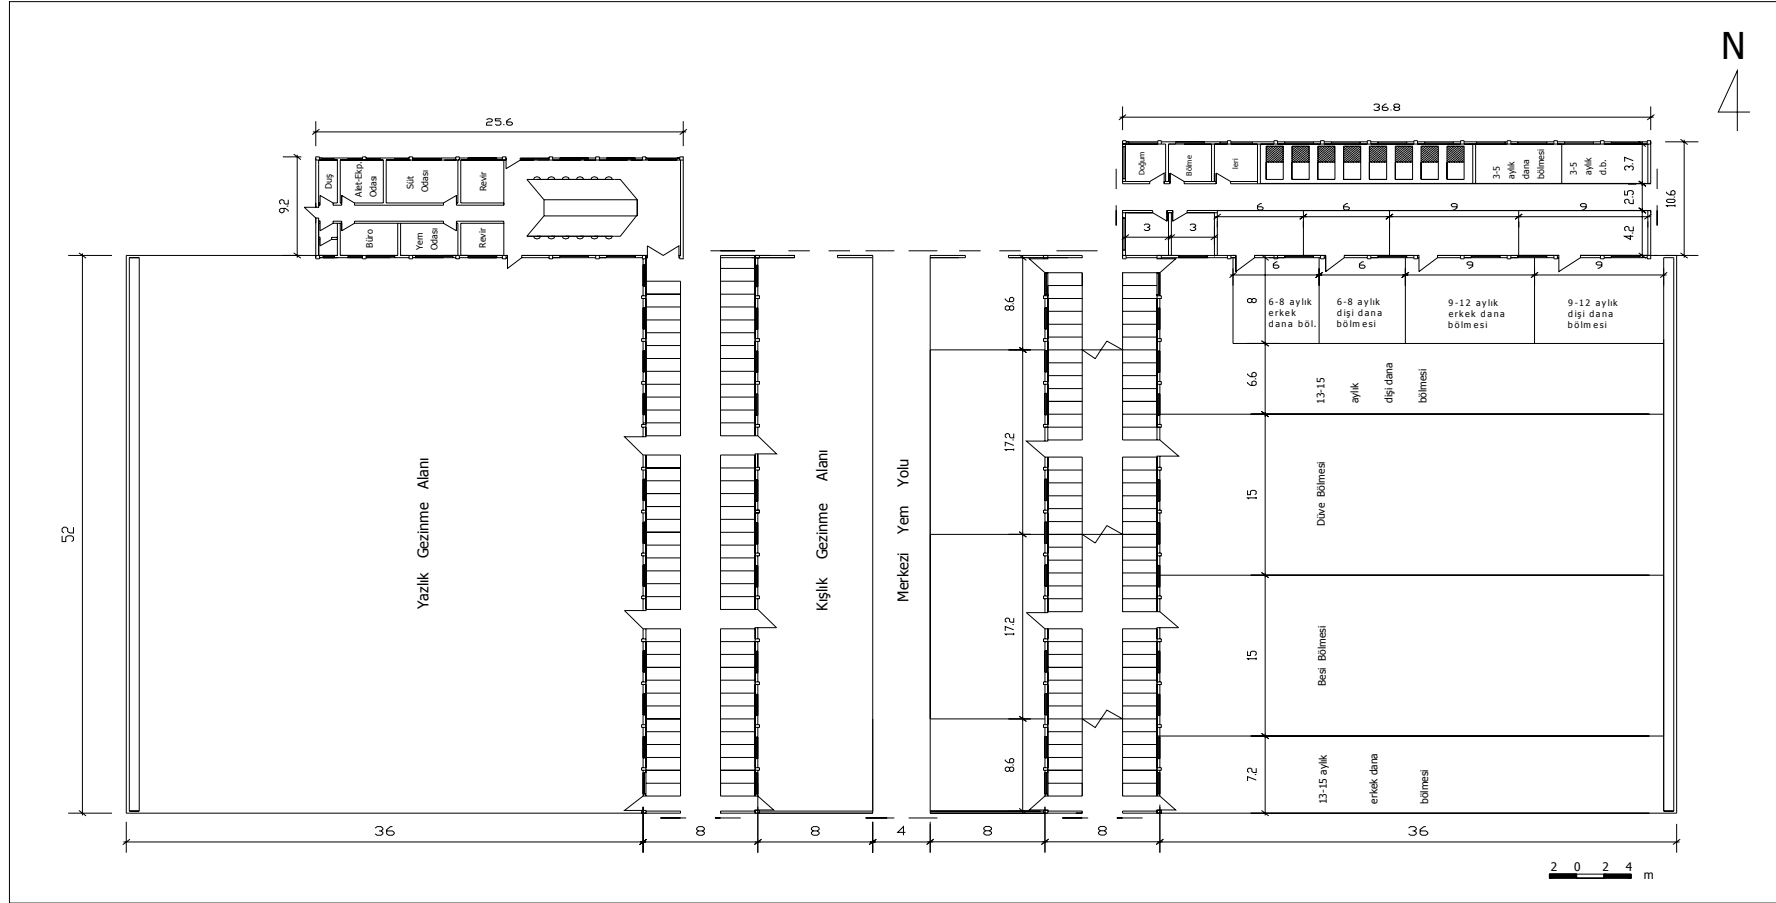 N
36.8
25.6
Duş
Alet-Ekp.
Odası
Süt
Odası
Revir
Büro
Yem
Odası
Revir
9.2
Doğum
Bölme
leri
3-5
aylık
dana
bölmesi
3-5
aylık
d.b.
3.7
2.5
4.2
10.6
6
6
9
9
3
3
6
6
9
9
8
6-8 aylık
erkek
dana böl.
6-8 aylık
dişi dana
bölmesi
9-12 aylık
erkek dana
bölmesi
9-12 aylık
dişi dana
bölmesi
8.6
6.6
13-15
aylık
dişi dana
bölmesi
52
Yazlık Gezinme Alanı
Kışlık Gezinme Alanı
Merkezi Yem Yolu
17.2
15
Düve Bölmesi
17.2
15
Besi Bölmesi
8.6
7.2
13-15 aylık
erkek dana
bölmesi
36
8
8
4
8
8
36
2 0 2 4
m